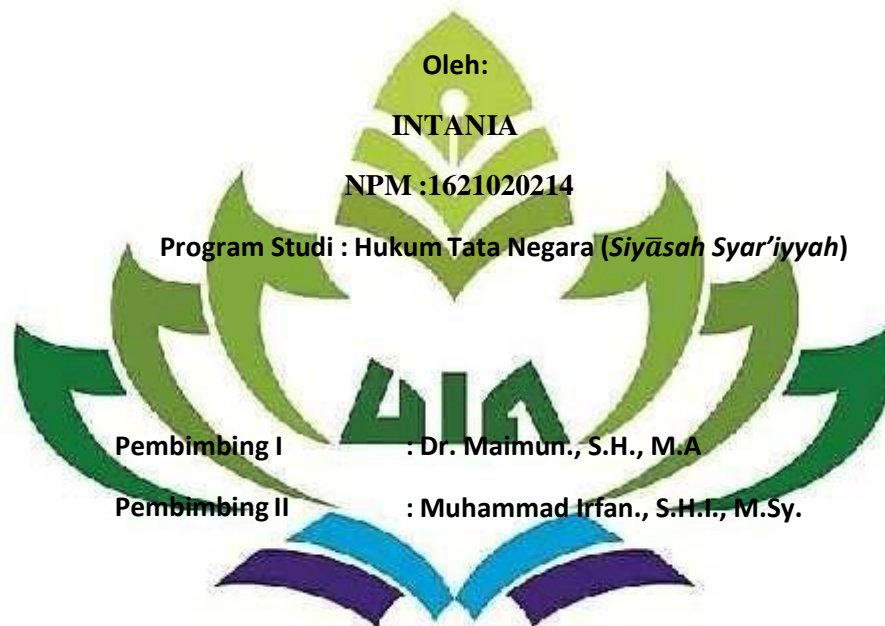 Oleh:
INTANIA
NPM :1621020214
Program Studi : Hukum Tata Negara (Siyāsah Syar’iyyah)
UIN
Pembimbing I : Dr. Maimun., S.H., M.A
Pembimbing II : Muhammad Irfan., S.H.I., M.Sy.